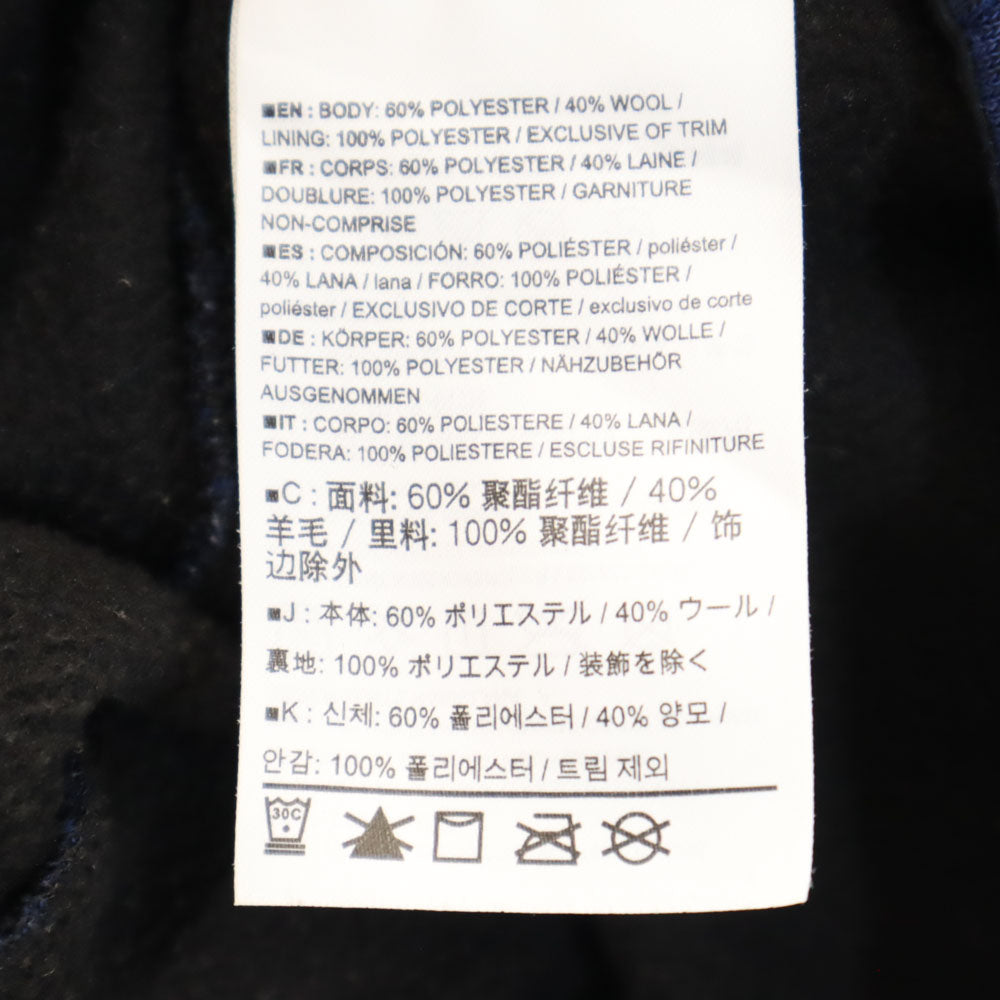 ■EN : BODY: 60% POLYESTER / 40% WOOL /
LINING: 100% POLYESTER / EXCLUSIVE OF TRIM
■FR : CORPS: 60% POLYESTER / 40% LAINE /
DOUBLURE: 100% POLYESTER / GARNITURE
NON-COMPRISE
■ES : COMPOSICIÓN: 60% POLIÉSTER / poliéster /
40% LANA / lana / FORRO: 100% POLIÉSTER /
poliéster / EXCLUSIVO DE CORTE / exclusivo de corte
■DE : KÖRPER: 60% POLYESTER / 40% WOLLE /
FUTTER: 100% POLYESTER / NÄHZUBEHÖR
AUSGENOMMEN
■IT : CORPO: 60% POLIESTERE / 40% LANA /
FODERA: 100% POLIESTERE / ESCLUSE RIFINITURE
■C : 面料: 60% 聚酯纤维 / 40%
羊毛 / 里料: 100% 聚酯纤维 / 饰
边除外
■J : 本体: 60% ポリエステル / 40% ウール /
裏地: 100% ポリエステル / 装飾を除く
■K : 신체: 60% 폴리에스터 / 40% 양모 /
안감: 100% 폴리에스터 / 트림 제외
30C